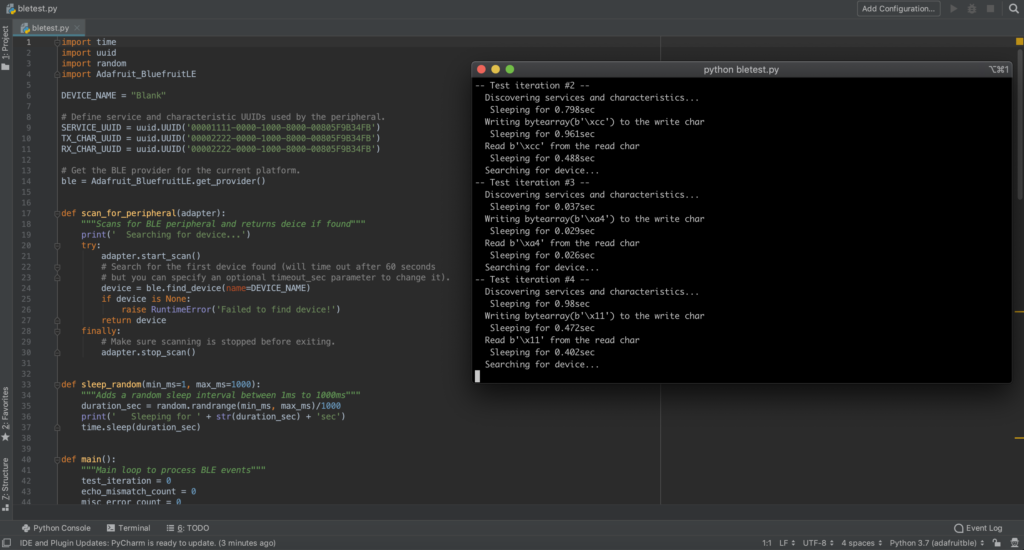 bletest.py
Add Configuration...
bletest.py
1: Project
1 import time
2 import uuid
3 import random
4 import Adafruit_BluefruitLE
5
6 DEVICE_NAME = "Blank"
7
8 # Define service and characteristic UUIDs used by the peripheral.
9 SERVICE_UUID = uuid.UUID('00001111-0000-1000-8000-00805F9B34FB')
10 TX_CHAR_UUID = uuid.UUID('00002222-0000-1000-8000-00805F9B34FB')
11 RX_CHAR_UUID = uuid.UUID('00002222-0000-1000-8000-00805F9B34FB')
12
13 # Get the BLE provider for the current platform.
14 ble = Adafruit_BluefruitLE.get_provider()
15
16
17 def scan_for_peripheral(adapter):
18 """Scans for BLE peripheral and returns deice if found"""
19 print('  Searching for device...')
20 try:
21 adapter.start_scan()
22 # Search for the first device found (will time out after 60 seconds
23 # but you can specify an optional timeout_sec parameter to change it).
24 device = ble.find_device(name=DEVICE_NAME)
25 if device is None:
26 raise RuntimeError('Failed to find device!')
27 return device
28 finally:
29 # Make sure scanning is stopped before exiting.
30 adapter.stop_scan()
31
32
33 def sleep_random(min_ms=1, max_ms=1000):
34 """Adds a random sleep interval between 1ms to 1000ms"""
35 duration_sec = random.randrange(min_ms, max_ms)/1000
36 print('   Sleeping for ' + str(duration_sec) + 'sec')
37 time.sleep(duration_sec)
38
39
40 def main():
41 """Main loop to process BLE events"""
42 test_iteration = 0
43 echo_mismatch_count = 0
44 misc_error_count = 0
python bletest.py
⌥⌘1
-- Test iteration #2 --
Discovering services and characteristics...
Sleeping for 0.798sec
Writing bytearray(b'\xcc') to the write char
Sleeping for 0.961sec
Read b'\xcc' from the read char
Sleeping for 0.488sec
Searching for device...
-- Test iteration #3 --
Discovering services and characteristics...
Sleeping for 0.037sec
Writing bytearray(b'\xa4') to the write char
Sleeping for 0.029sec
Read b'\xa4' from the read char
Sleeping for 0.026sec
Searching for device...
-- Test iteration #4 --
Discovering services and characteristics...
Sleeping for 0.98sec
Writing bytearray(b'\x11') to the write char
Sleeping for 0.472sec
Read b'\x11' from the read char
Sleeping for 0.402sec
Searching for device...
2: Favorites
7: Structure
Python Console
Terminal
6: TODO
Event Log
IDE and Plugin Updates: PyCharm is ready to update. (3 minutes ago)
1:1 LF UTF-8 4 spaces Python 3.7 (adafruitble)